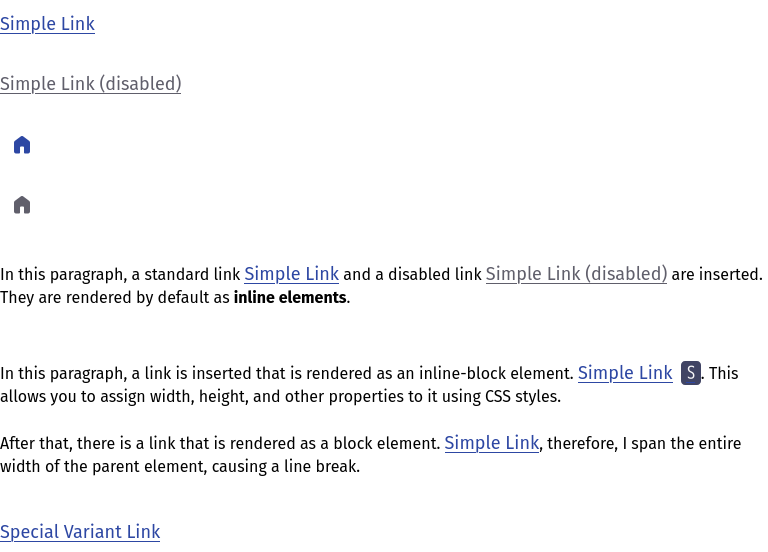 Simple Link
Simple Link (disabled)
In this paragraph, a standard link Simple Link and a disabled link Simple Link (disabled) are inserted.
They are rendered by default as inline elements.
In this paragraph, a link is inserted that is rendered as an inline-block element. Simple Link S. This
allows you to assign width, height, and other properties to it using CSS styles.
After that, there is a link that is rendered as a block element. Simple Link, therefore, I span the entire
width of the parent element, causing a line break.
Special Variant Link